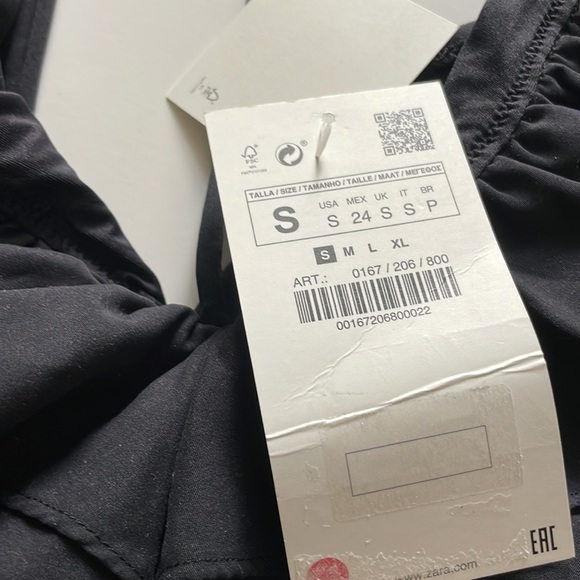 FSC
TALLA / SIZE / TAMANHO / TAILLE / MAAT / ΜΕΓΕΘΟΣ
S
USA MEX UK IT BR
S 24 S S P
S M L XL
ART.: 0167 / 206 / 800
00167206800022
EAC
www.zara.com